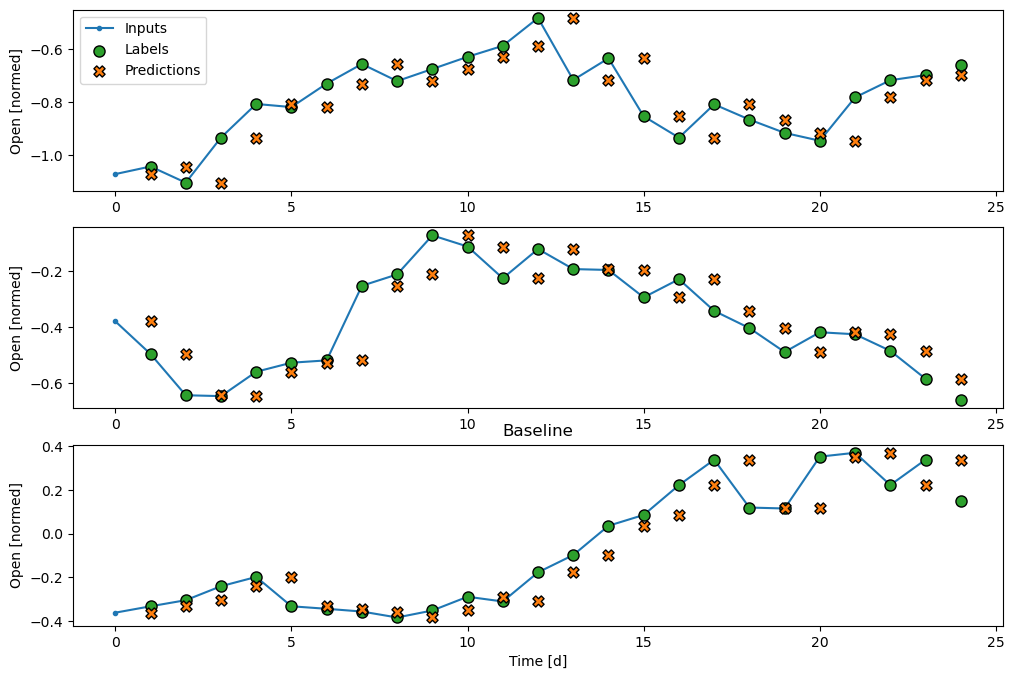 Inputs
Labels
Predictions
Open [normed]
−0.6
−0.8
−1.0
0 5 10 15 20 25
Open [normed]
−0.2
−0.4
−0.6
0 5 10 15 20 25
Baseline
Open [normed]
0.4
0.2
0.0
−0.2
−0.4
0 5 10 15 20 25
Time [d]